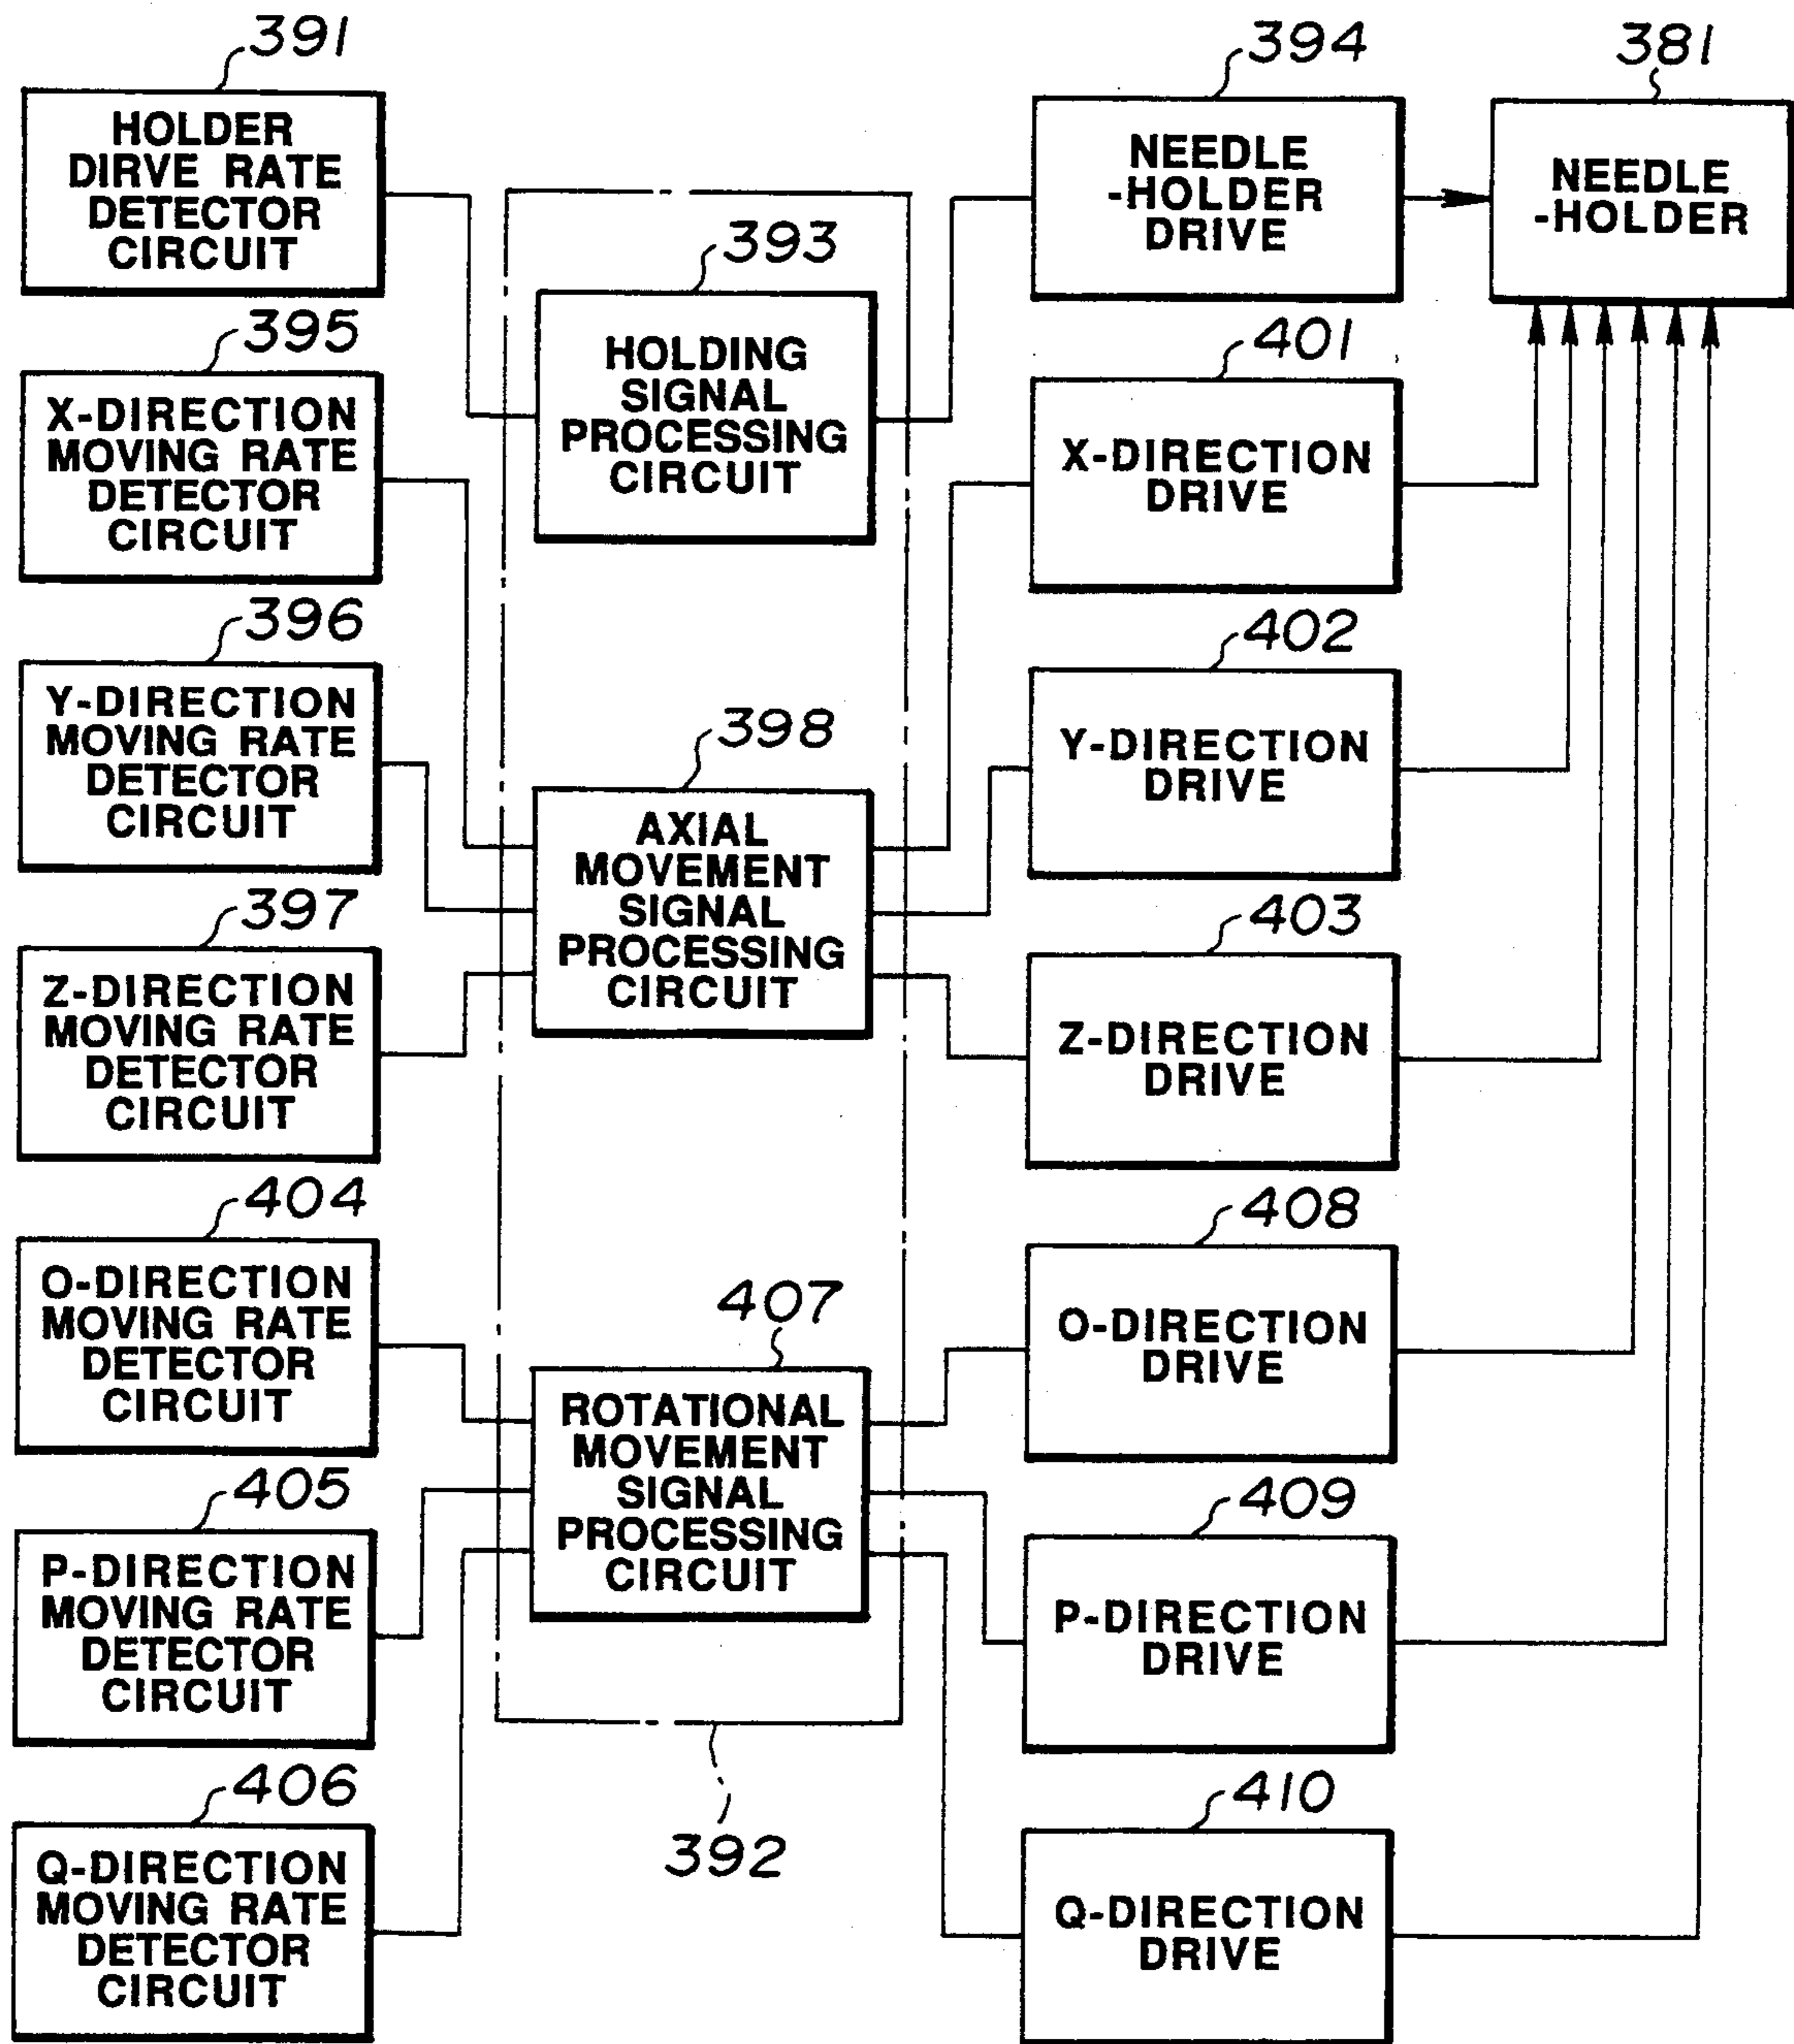 391
HOLDER
DIRVE RATE
DETECTOR
CIRCUIT
395
X-DIRECTION
MOVING RATE
DETECTOR
CIRCUIT
396
Y-DIRECTION
MOVING RATE
DETECTOR
CIRCUIT
397
Z-DIRECTION
MOVING RATE
DETECTOR
CIRCUIT
404
O-DIRECTION
MOVING RATE
DETECTOR
CIRCUIT
405
P-DIRECTION
MOVING RATE
DETECTOR
CIRCUIT
406
Q-DIRECTION
MOVING RATE
DETECTOR
CIRCUIT
393
HOLDING
SIGNAL
PROCESSING
CIRCUIT
398
AXIAL
MOVEMENT
SIGNAL
PROCESSING
CIRCUIT
407
ROTATIONAL
MOVEMENT
SIGNAL
PROCESSING
CIRCUIT
392
394
NEEDLE
-HOLDER
DRIVE
401
X-DIRECTION
DRIVE
402
Y-DIRECTION
DRIVE
403
Z-DIRECTION
DRIVE
408
O-DIRECTION
DRIVE
409
P-DIRECTION
DRIVE
410
Q-DIRECTION
DRIVE
381
NEEDLE
-HOLDER